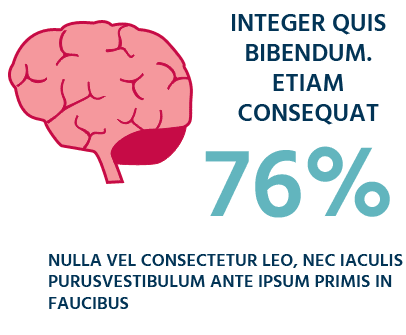 INTEGER QUIS
BIBENDUM.
ETIAM
CONSEQUAT
76%
NULLA VEL CONSECTETUR LEO, NEC IACULIS
PURUSVESTIBULUM ANTE IPSUM PRIMIS IN
FAUCIBUS